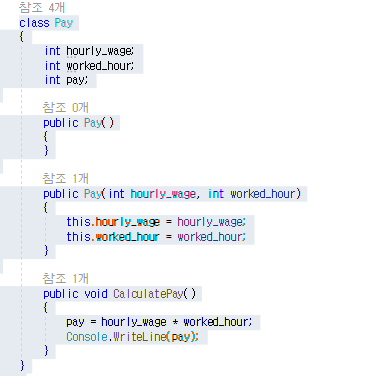 참조 4개
class Pay
{
int hourly_wage;
int worked_hour;
int pay;
참조 0개
public Pay()
{
}
참조 1개
public Pay(int hourly_wage, int worked_hour)
{
this.hourly_wage = hourly_wage;
this.worked_hour = worked_hour;
}
참조 1개
public void CalculatePay()
{
pay = hourly_wage * worked_hour;
Console.WriteLine(pay);
}
}